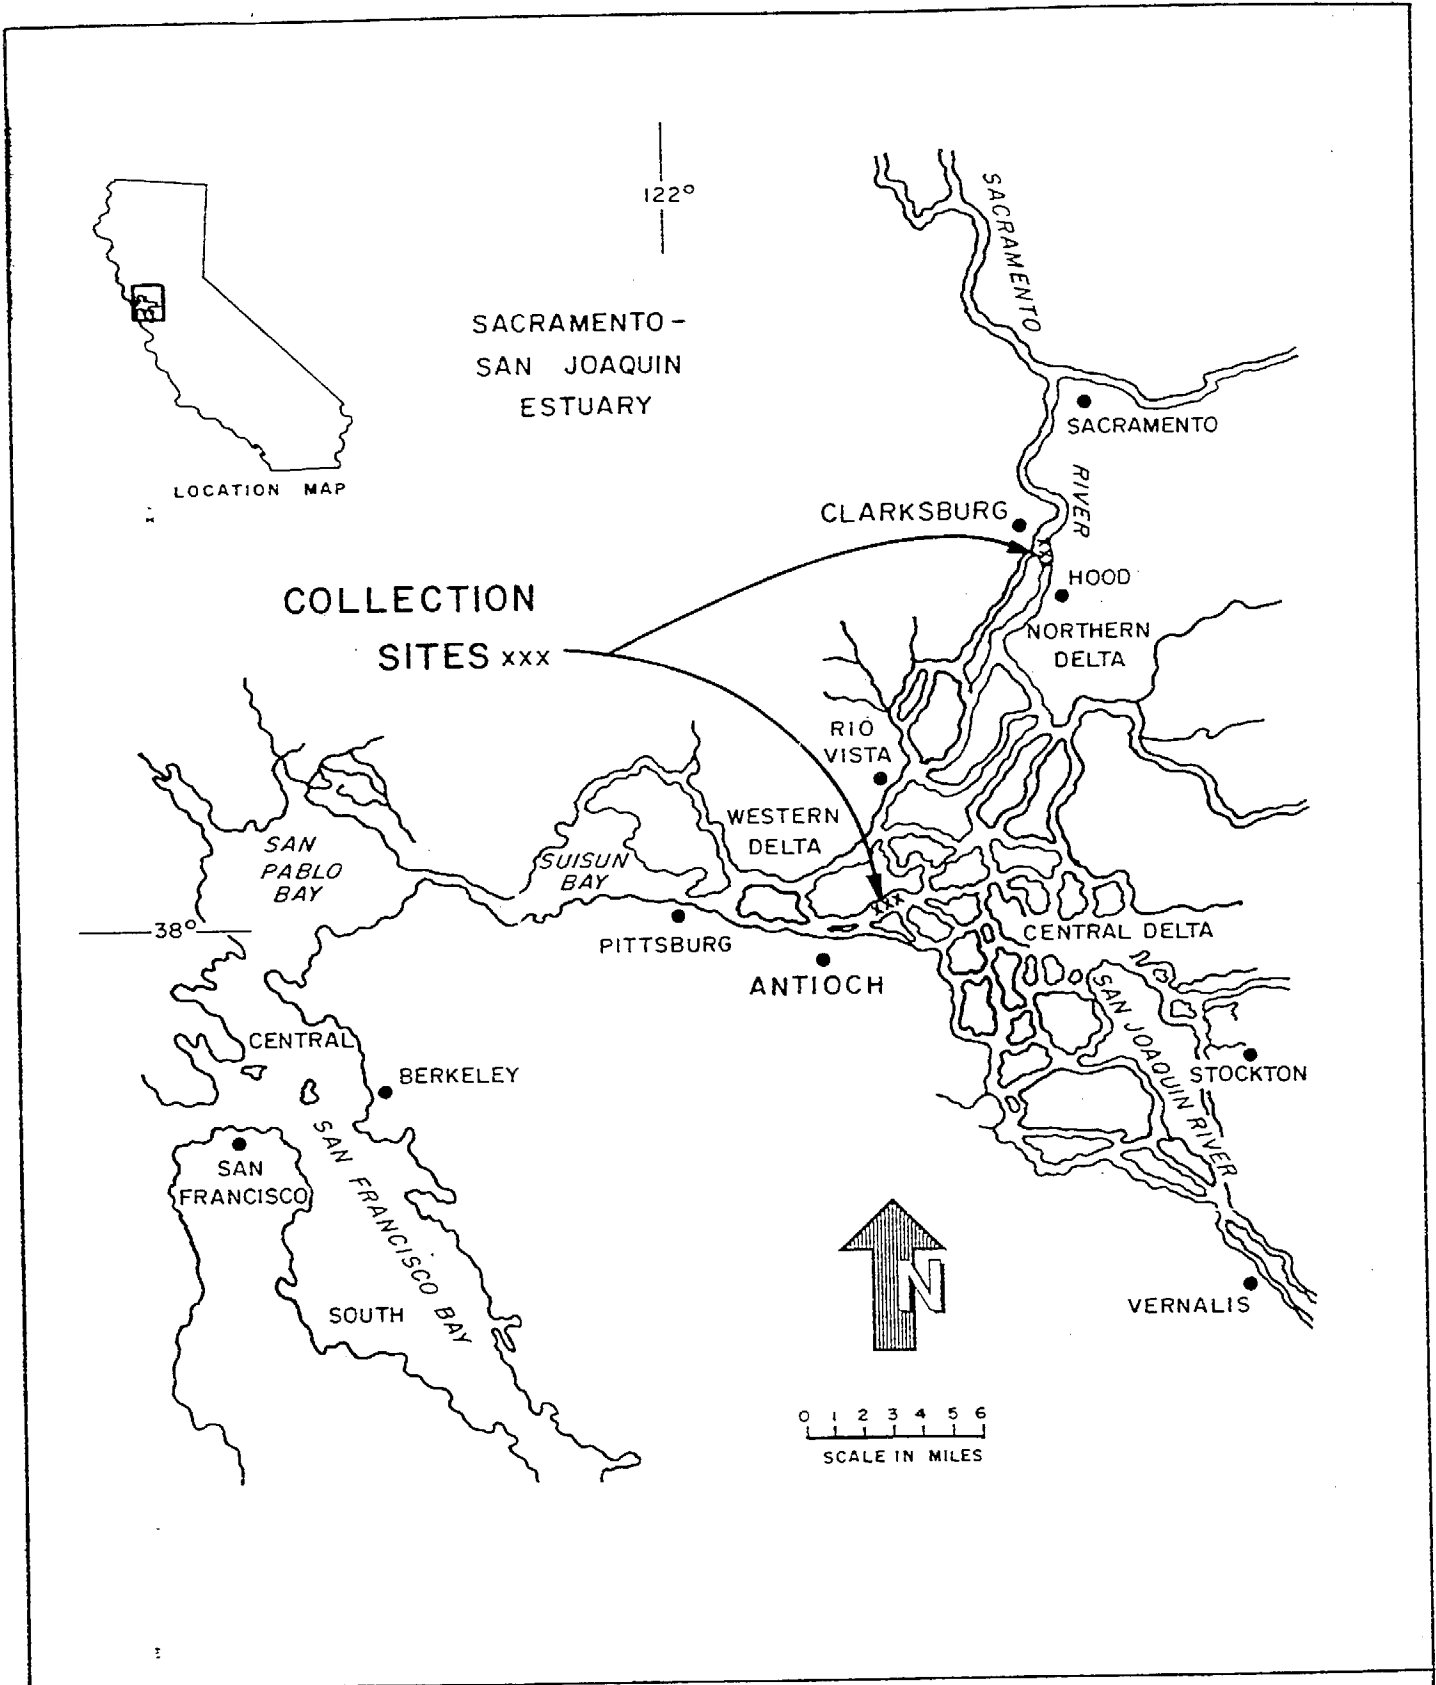 122°
SACRAMENTO
SACRAMENTO-
SAN JOAQUIN
ESTUARY
SACRAMENTO
RIVER
LOCATION MAP
CLARKSBURG
HOOD
COLLECTION
SITES xxx
NORTHERN
DELTA
RIO
VISTA
WESTERN
DELTA
SAN
PABLO
BAY
SUISUN
BAY
xxx
38°
PITTSBURG
CENTRAL DELTA
ANTIOCH
SAN JOAQUIN RIVER
CENTRAL
BERKELEY
STOCKTON
SAN
FRANCISCO
SAN FRANCISCO BAY
N
SOUTH
VERNALIS
0 1 2 3 4 5 6
SCALE IN MILES